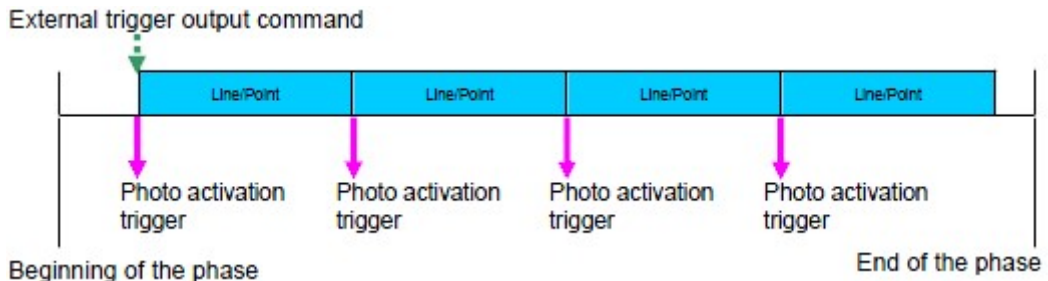 External trigger output command
Line/Point Line/Point Line/Point Line/Point
Photo activation trigger
Photo activation trigger
Photo activation trigger
Photo activation trigger
Beginning of the phase
End of the phase